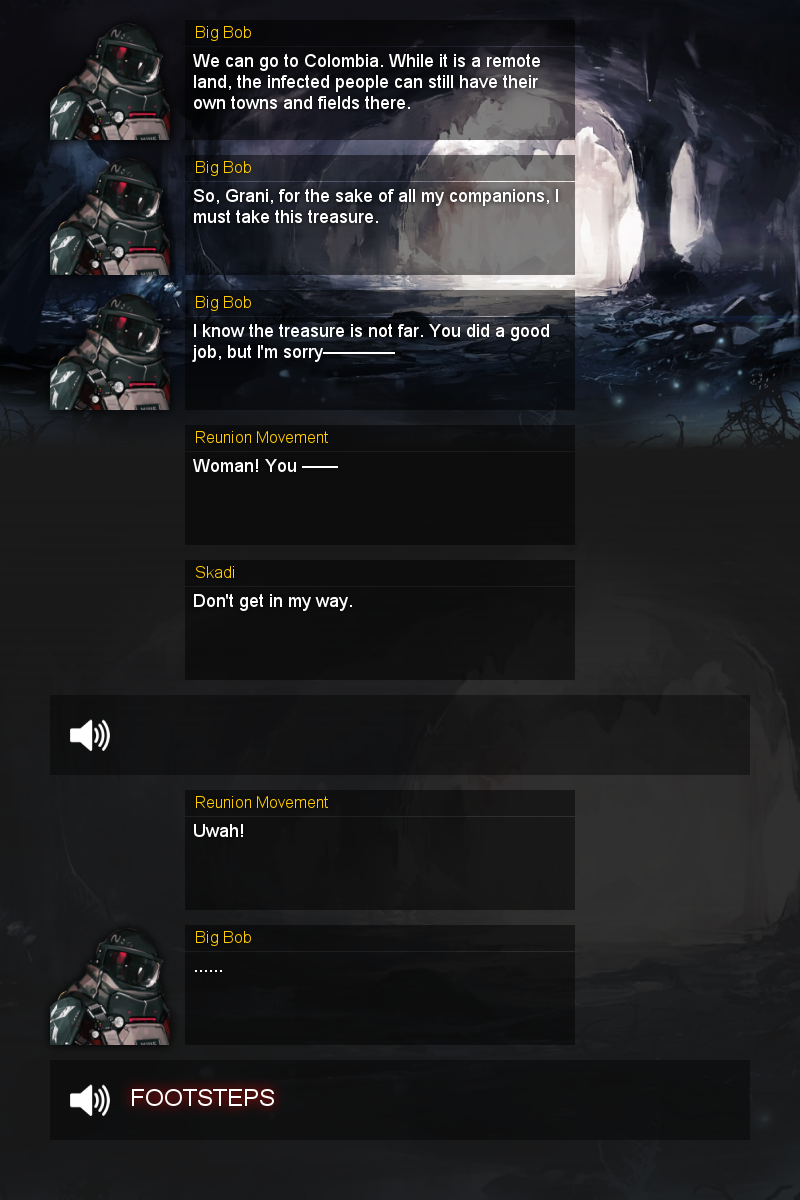 Big Bob
We can go to Colombia. While it is a remote
land, the infected people can still have their
own towns and fields there.
Big Bob
So, Grani, for the sake of all my companions, I
must take this treasure.
Big Bob
I know the treasure is not far. You did a good
job, but I'm sorry————
Reunion Movement
Woman! You ——
Skadi
Don't get in my way.
Reunion Movement
Uwah!
Big Bob
......
FOOTSTEPS